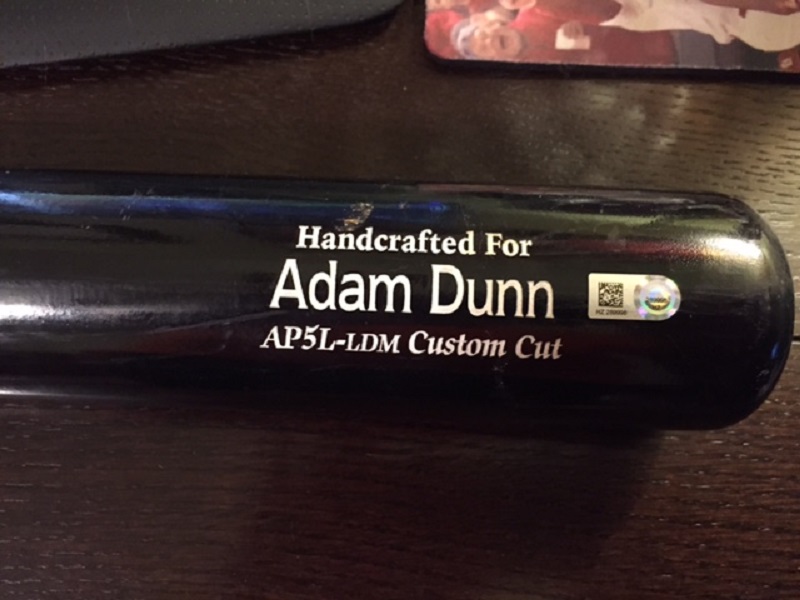 Handcrafted For
Adam Dunn
AP5L-LDM Custom Cut